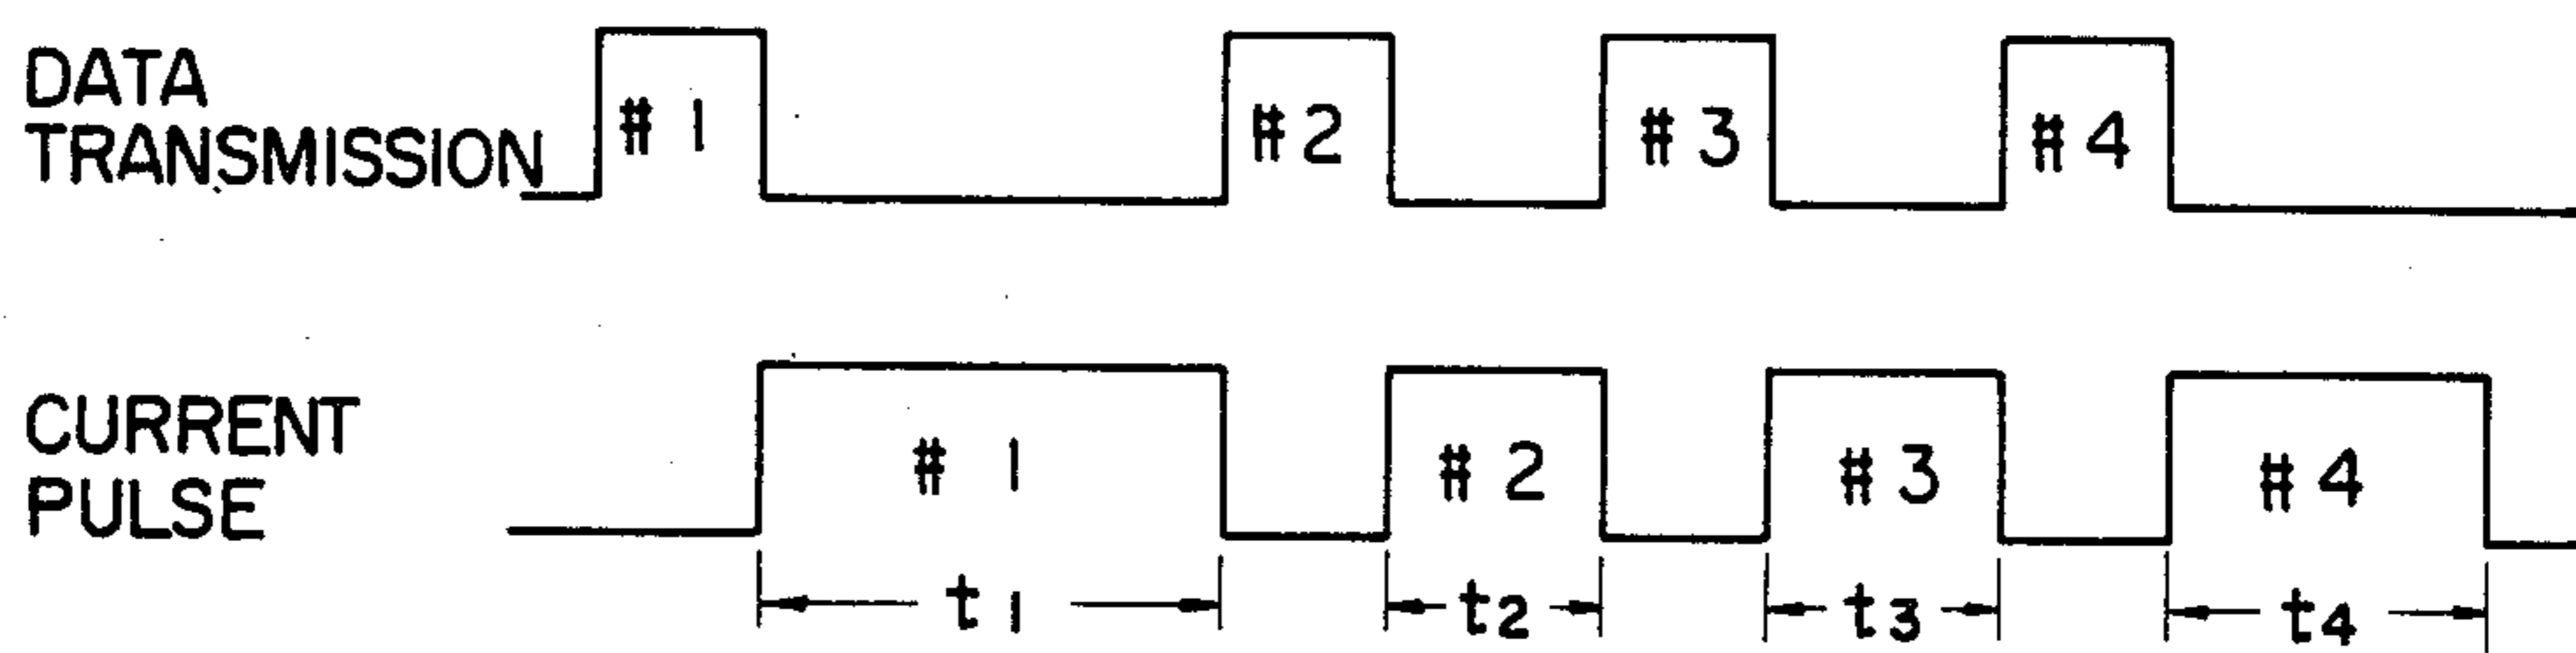 DATA
TRANSMISSION
# 1
#2
#3
#4
CURRENT
PULSE
# 1
# 2
#3
#4
t1
t2
t3
t4